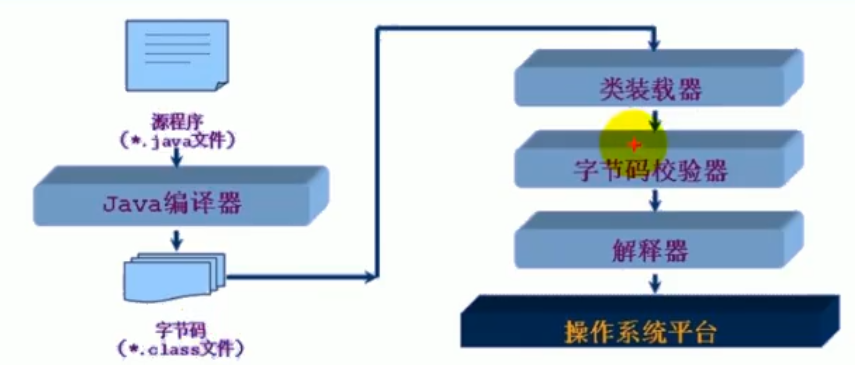 源程序
(*.java文件)
Java编译器
字节码
(*.class文件)
类装载器
字节码校验器
解释器
操作系统平台